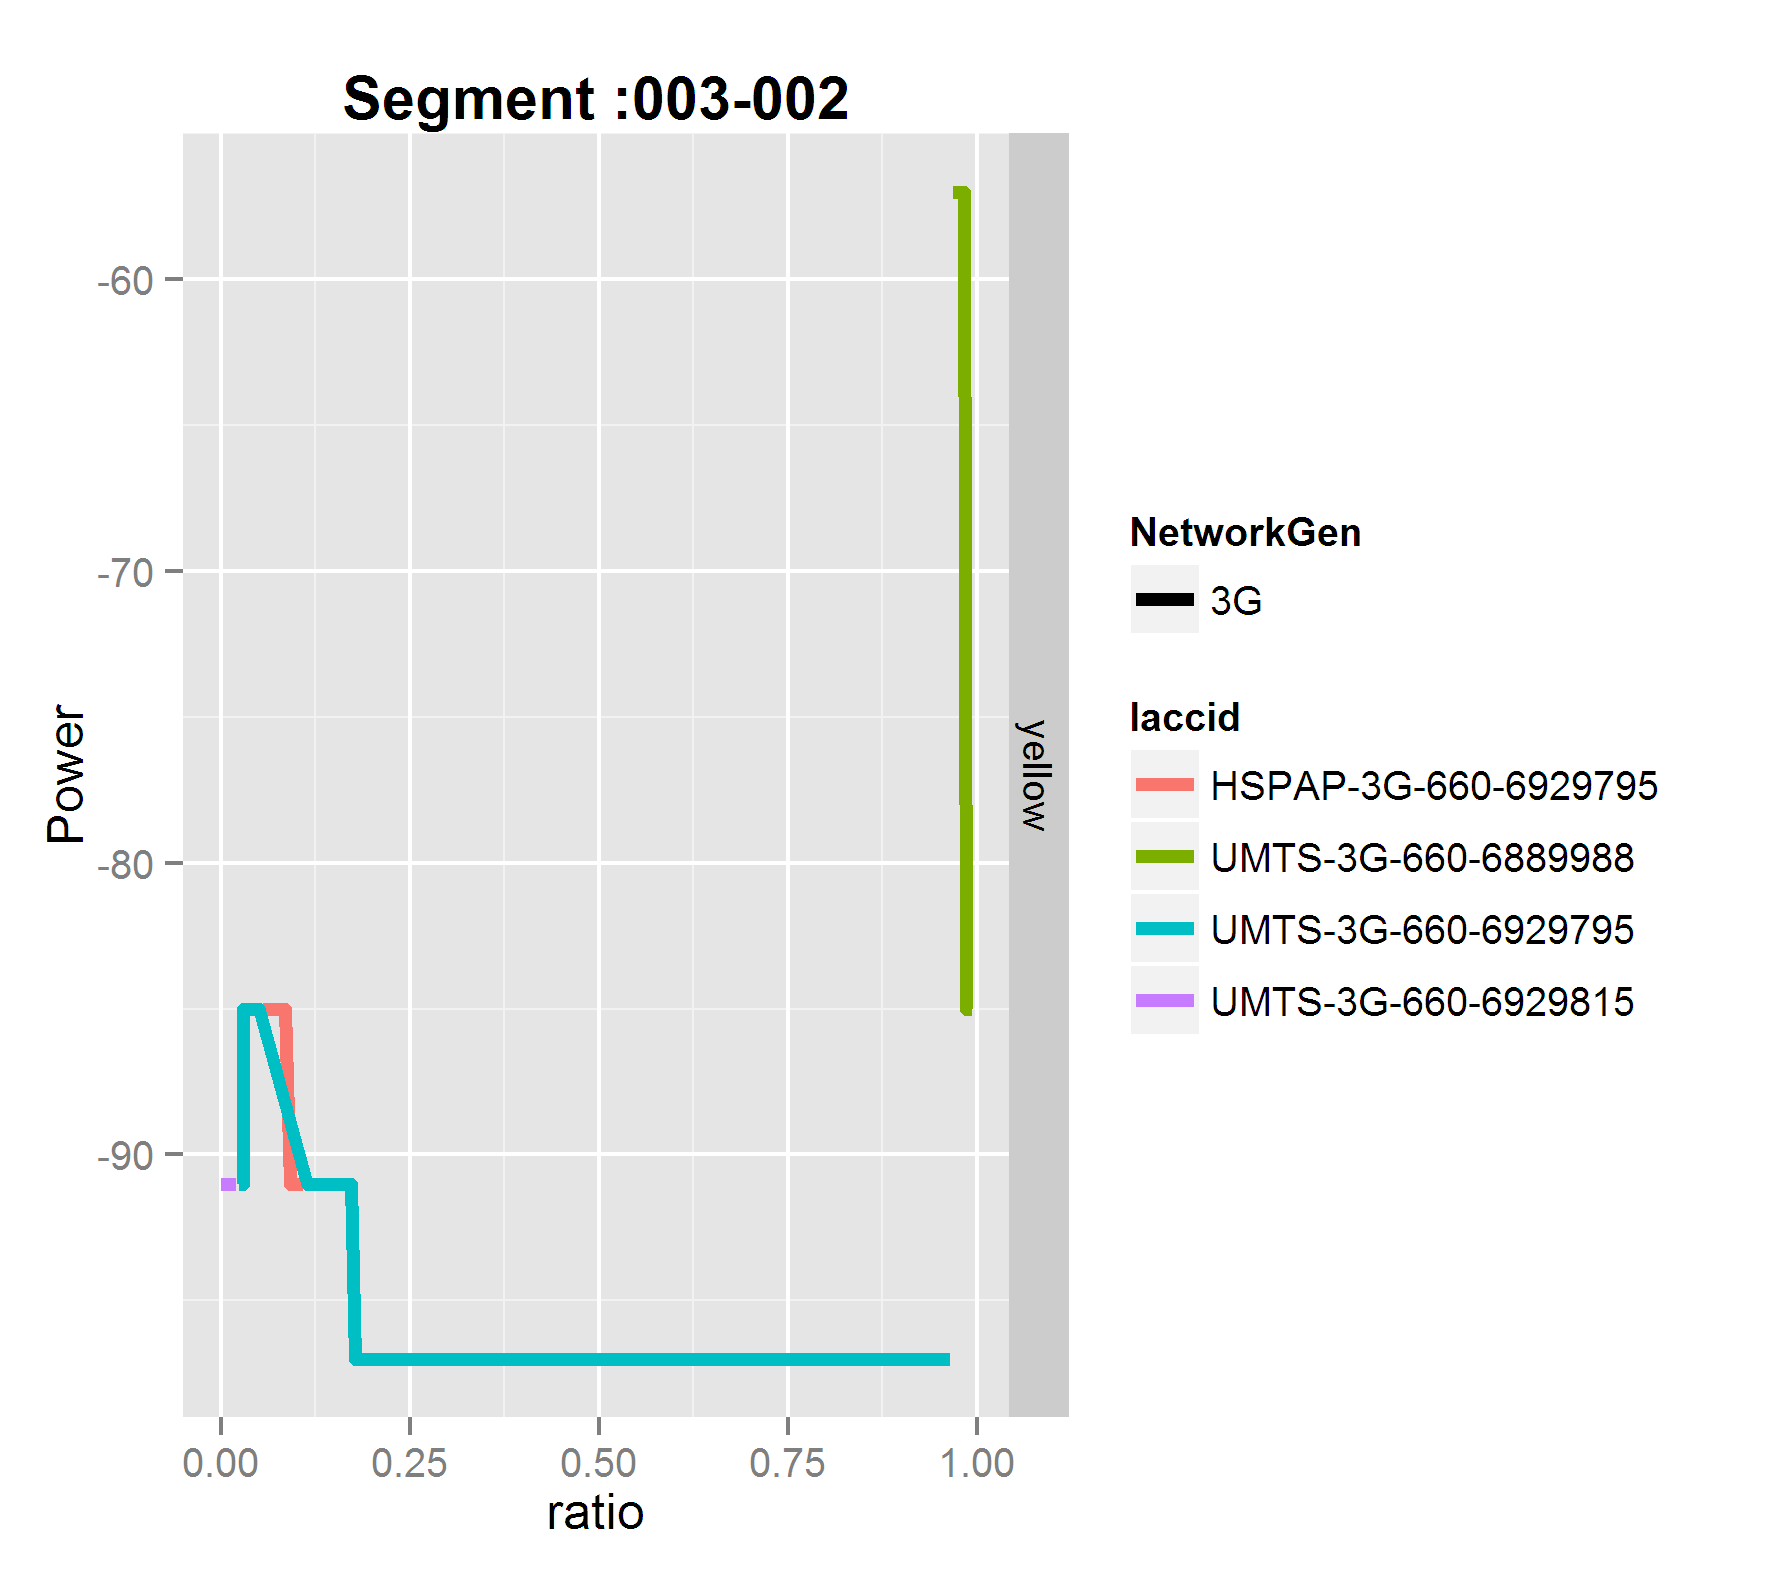 Segment :003-002
-60
-70
-80
-90
Power
yellow
0.00 0.25 0.50 0.75 1.00
ratio
NetworkGen
3G
laccid
HSPAP-3G-660-6929795
UMTS-3G-660-6889988
UMTS-3G-660-6929795
UMTS-3G-660-6929815